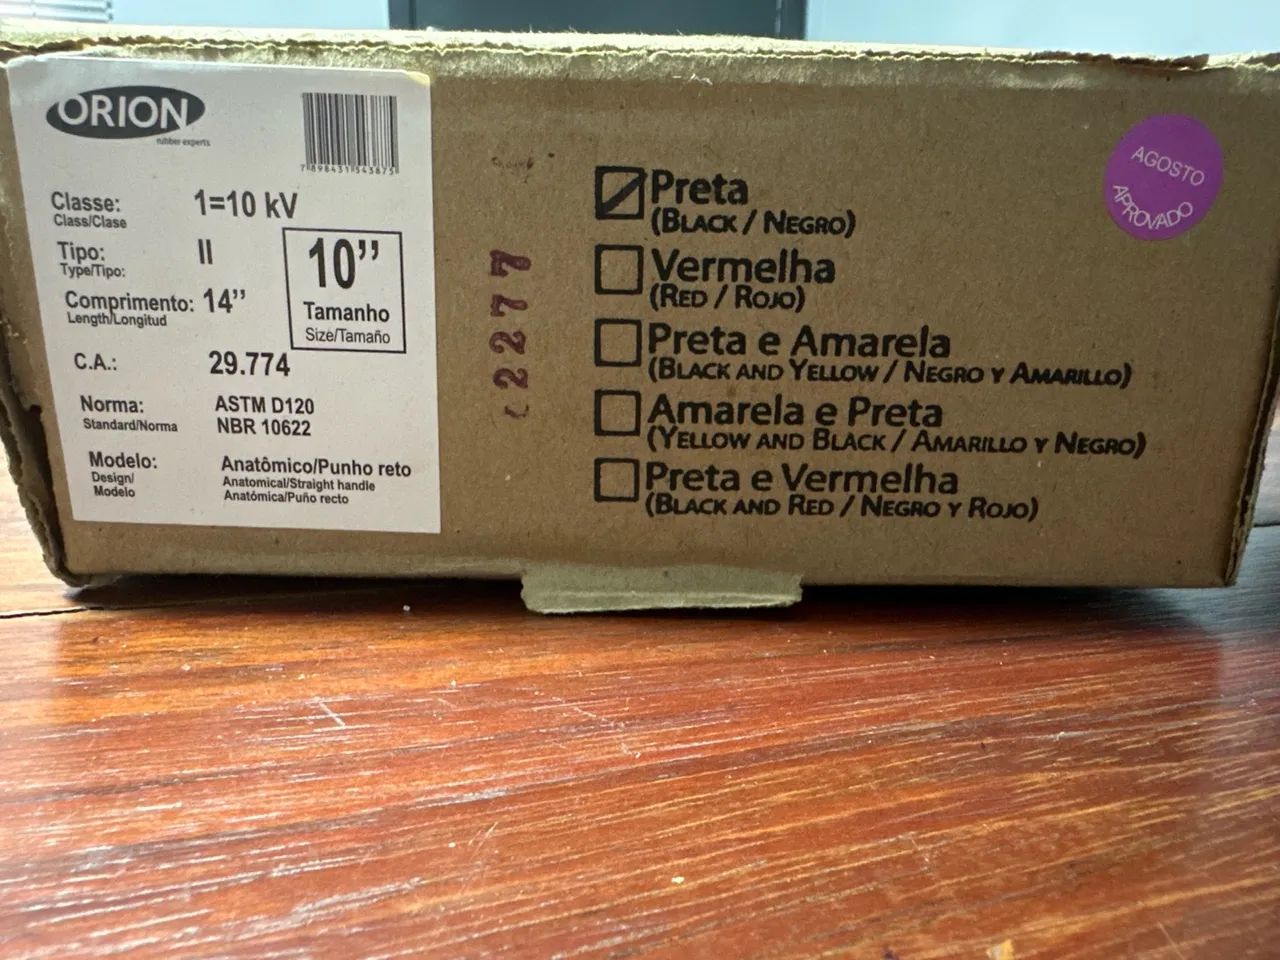 ORION
rubber experts
7898431543875
Classe: 1=10 kV
Class/Clase
Tipo: II
Type/Tipo:
10”
Tamanho
Size/Tamaño
Comprimento: 14”
Length/Longitud
C.A.: 29.774
Norma: ASTM D120
Standard/Norma NBR 10622
Modelo: Anatômico/Punho reto
Design/ Anatomical/Straight handle
Modelo Anatómica/Puño recto
2277
Preta
(BLACK / NEGRO)
Vermelha
(RED / ROJO)
Preta e Amarela
(BLACK AND YELLOW / NEGRO Y AMARILLO)
Amarela e Preta
(YELLOW AND BLACK / AMARILLO Y NEGRO)
Preta e Vermelha
(BLACK AND RED / NEGRO Y ROJO)
AGOSTO
APROVADO